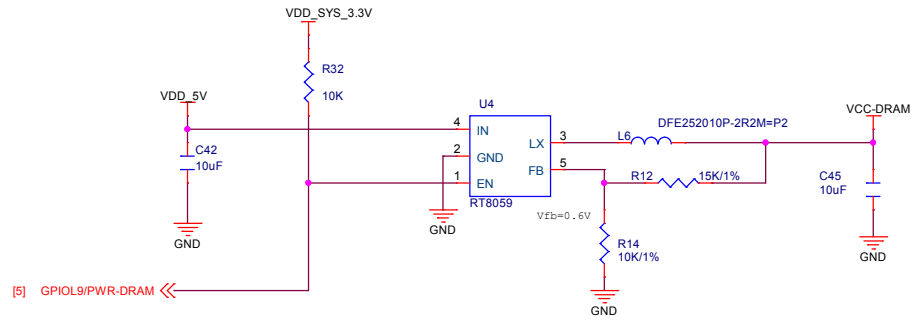 VDD_SYS_3.3V
R32
10K
VDD_5V
U4
VCC-DRAM
DFE252010P-2R2M=P2
4
IN
LX
3
L6
C42
10uF
2
GND
FB
5
R12
15K/1%
C45
10uF
1
EN
RT8059
Vfb=0.6V
GND
GND
R14
10K/1%
GND
[5]
GPIOL9/PWR-DRAM
GND